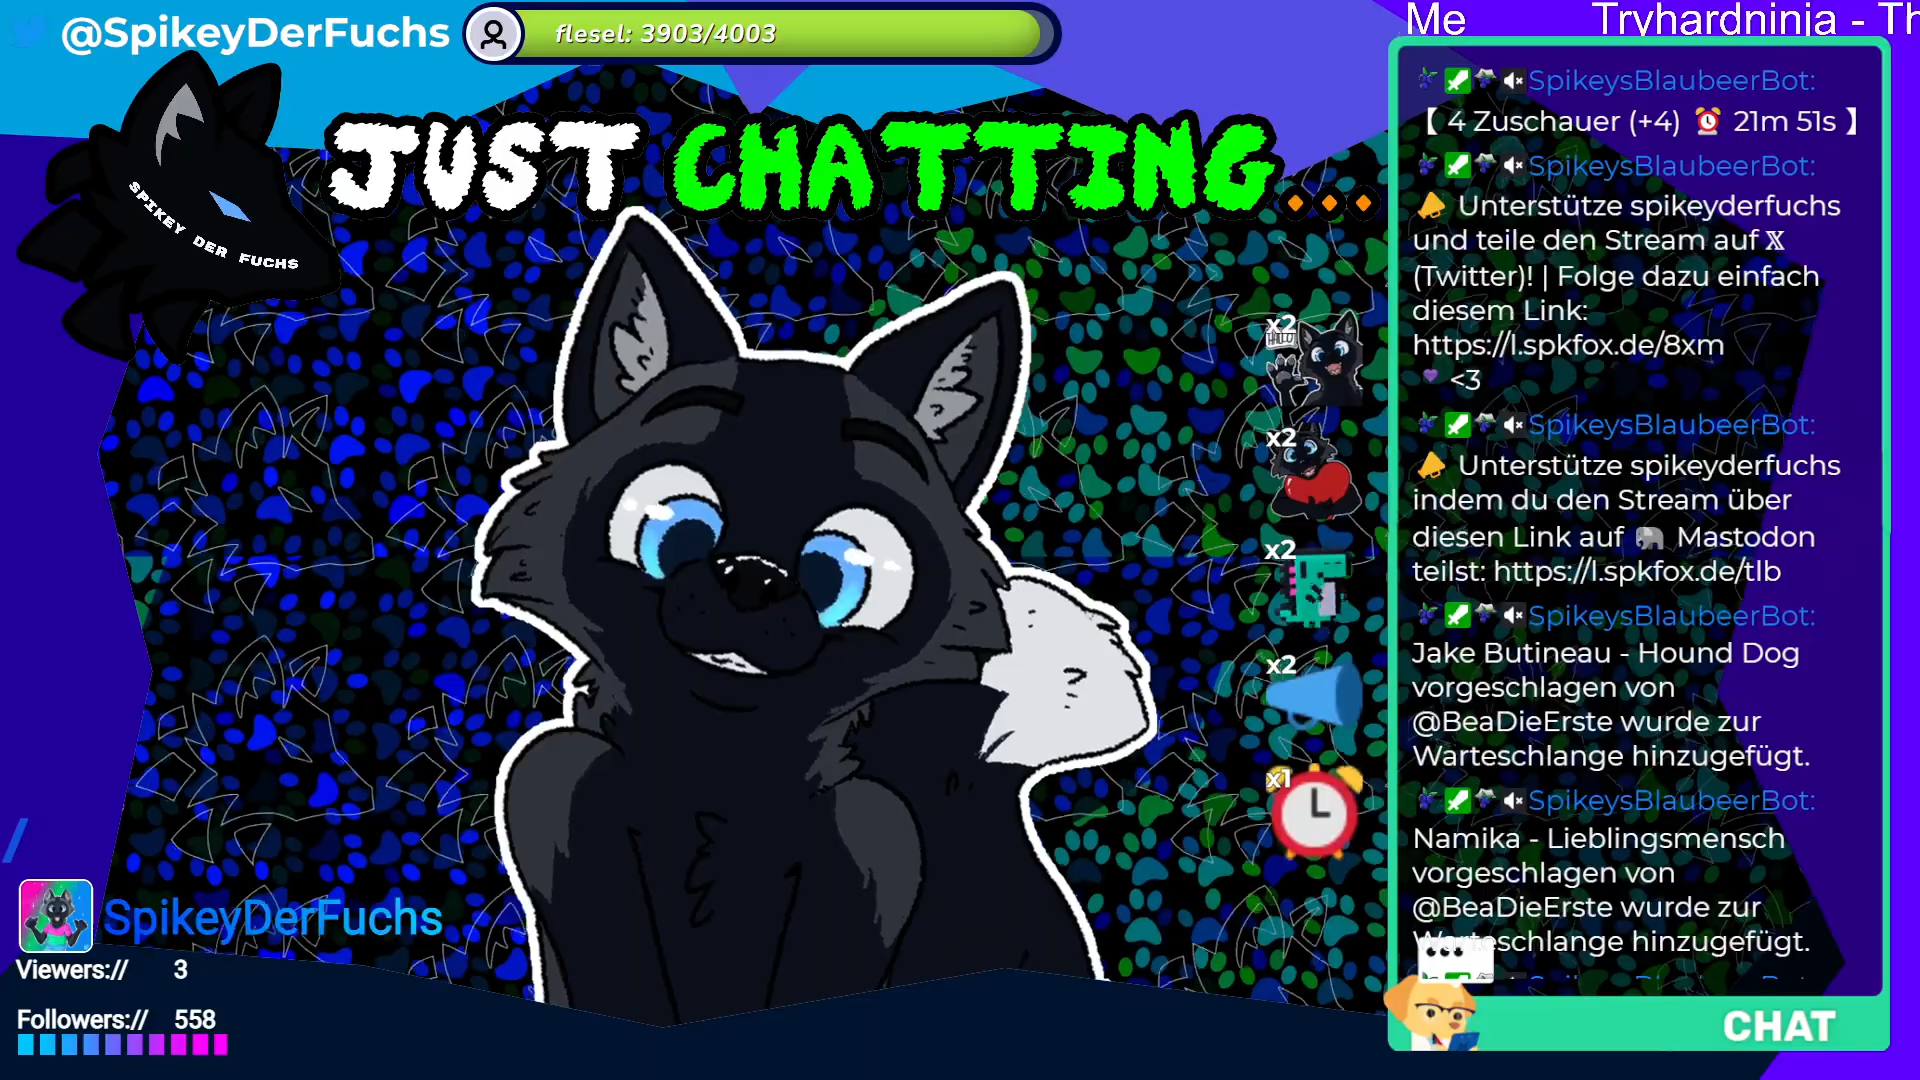 @SpikeyDerFuchs
flesel: 3903/4003
Me Tryhardninja - Th
SPIKEY DER FUCHS
JUST CHATTING...
x2
HALLO!
x2
x2
x2
x1
SpikeysBlaubeerBot:
【 4 Zuschauer (+4) ⏰ 21m 51s 】
SpikeysBlaubeerBot:
📣 Unterstütze spikeyderfuchs
und teile den Stream auf 𝕏
(Twitter)! | Folge dazu einfach
diesem Link:
https://l.spkfox.de/8xm
💜 <3
SpikeysBlaubeerBot:
📣 Unterstütze spikeyderfuchs
indem du den Stream über
diesen Link auf 🐘 Mastodon
teilst: https://l.spkfox.de/tlb
SpikeysBlaubeerBot:
Jake Butineau - Hound Dog
vorgeschlagen von
@BeaDieErste wurde zur
Warteschlange hinzugefügt.
SpikeysBlaubeerBot:
Namika - Lieblingsmensch
vorgeschlagen von
@BeaDieErste wurde zur
Warteschlange hinzugefügt.
CHAT
/
SpikeyDerFuchs
Viewers:// 3
Followers:// 558